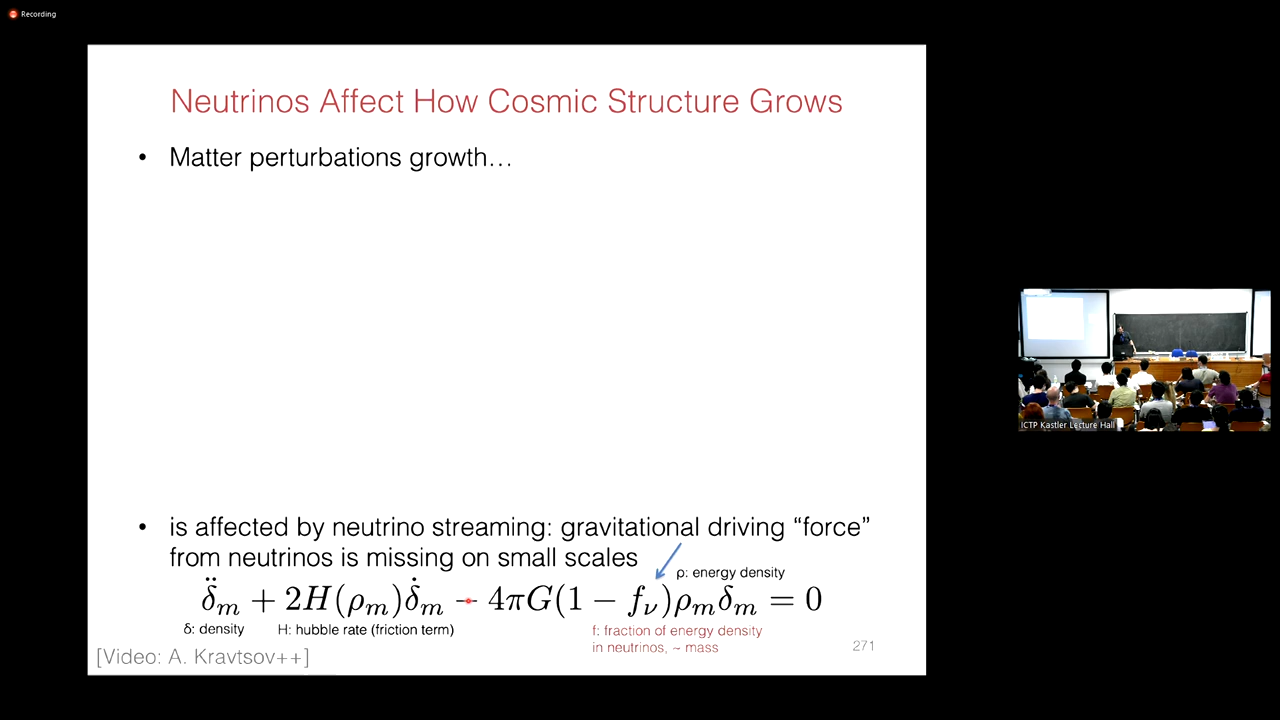 Recording
Neutrinos Affect How Cosmic Structure Grows
• Matter perturbations growth…
• is affected by neutrino streaming: gravitational driving “force”
from neutrinos is missing on small scales
ρ: energy density
δ̈ₘ + 2H(ρₘ)δ̇ₘ − 4πG(1 − f_ν)ρₘδₘ = 0
δ: density
H: hubble rate (friction term)
f: fraction of energy density
in neutrinos, ~ mass
[Video: A. Kravtsov++]
271
ICTP Kastler Lecture Hall